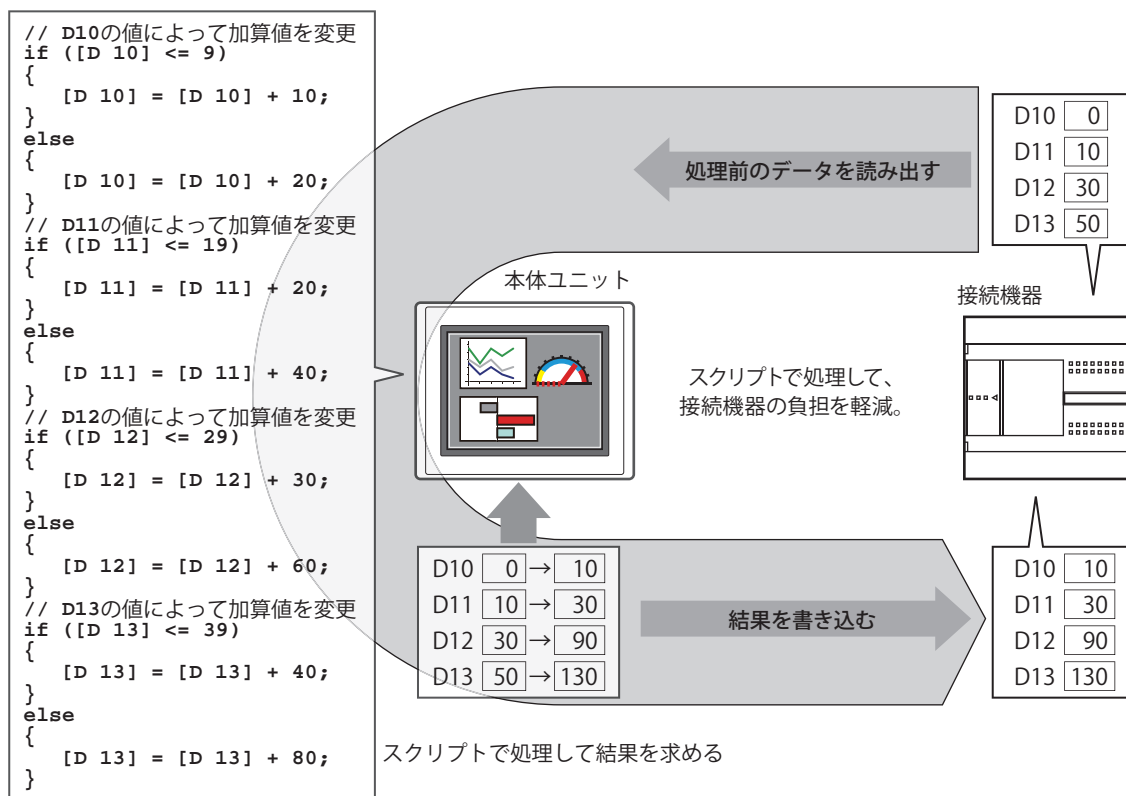 // D10の値によって加算値を変更
if ([D 10] <= 9)
{
[D 10] = [D 10] + 10;
}
else
{
[D 10] = [D 10] + 20;
}
// D11の値によって加算値を変更
if ([D 11] <= 19)
{
[D 11] = [D 11] + 20;
}
else
{
[D 11] = [D 11] + 40;
}
// D12の値によって加算値を変更
if ([D 12] <= 29)
{
[D 12] = [D 12] + 30;
}
else
{
[D 12] = [D 12] + 60;
}
// D13の値によって加算値を変更
if ([D 13] <= 39)
{
[D 13] = [D 13] + 40;
}
else
{
[D 13] = [D 13] + 80;
}
処理前のデータを読み出す
D10 0
D11 10
D12 30
D13 50
本体ユニット
接続機器
スクリプトで処理して、
接続機器の負担を軽減。
D10 0→10
D11 10→30
D12 30→90
D13 50→130
結果を書き込む
D10 10
D11 30
D12 90
D13 130
スクリプトで処理して結果を求める